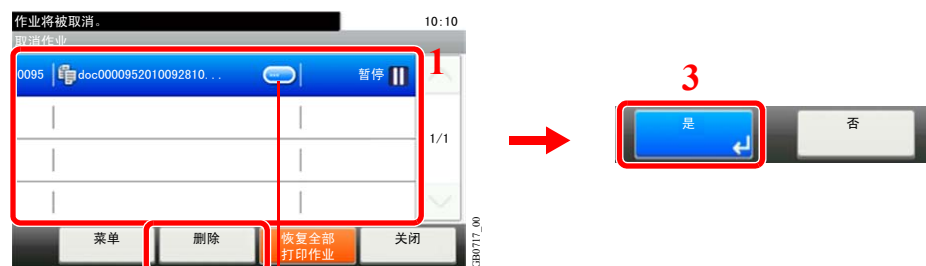 作业将被取消。 10:10
取消作业
0095 doc0000952010092810... ... 暂停 1
1/1
菜单 删除 恢复全部 关闭
打印作业
GB0717_00
3
是 否